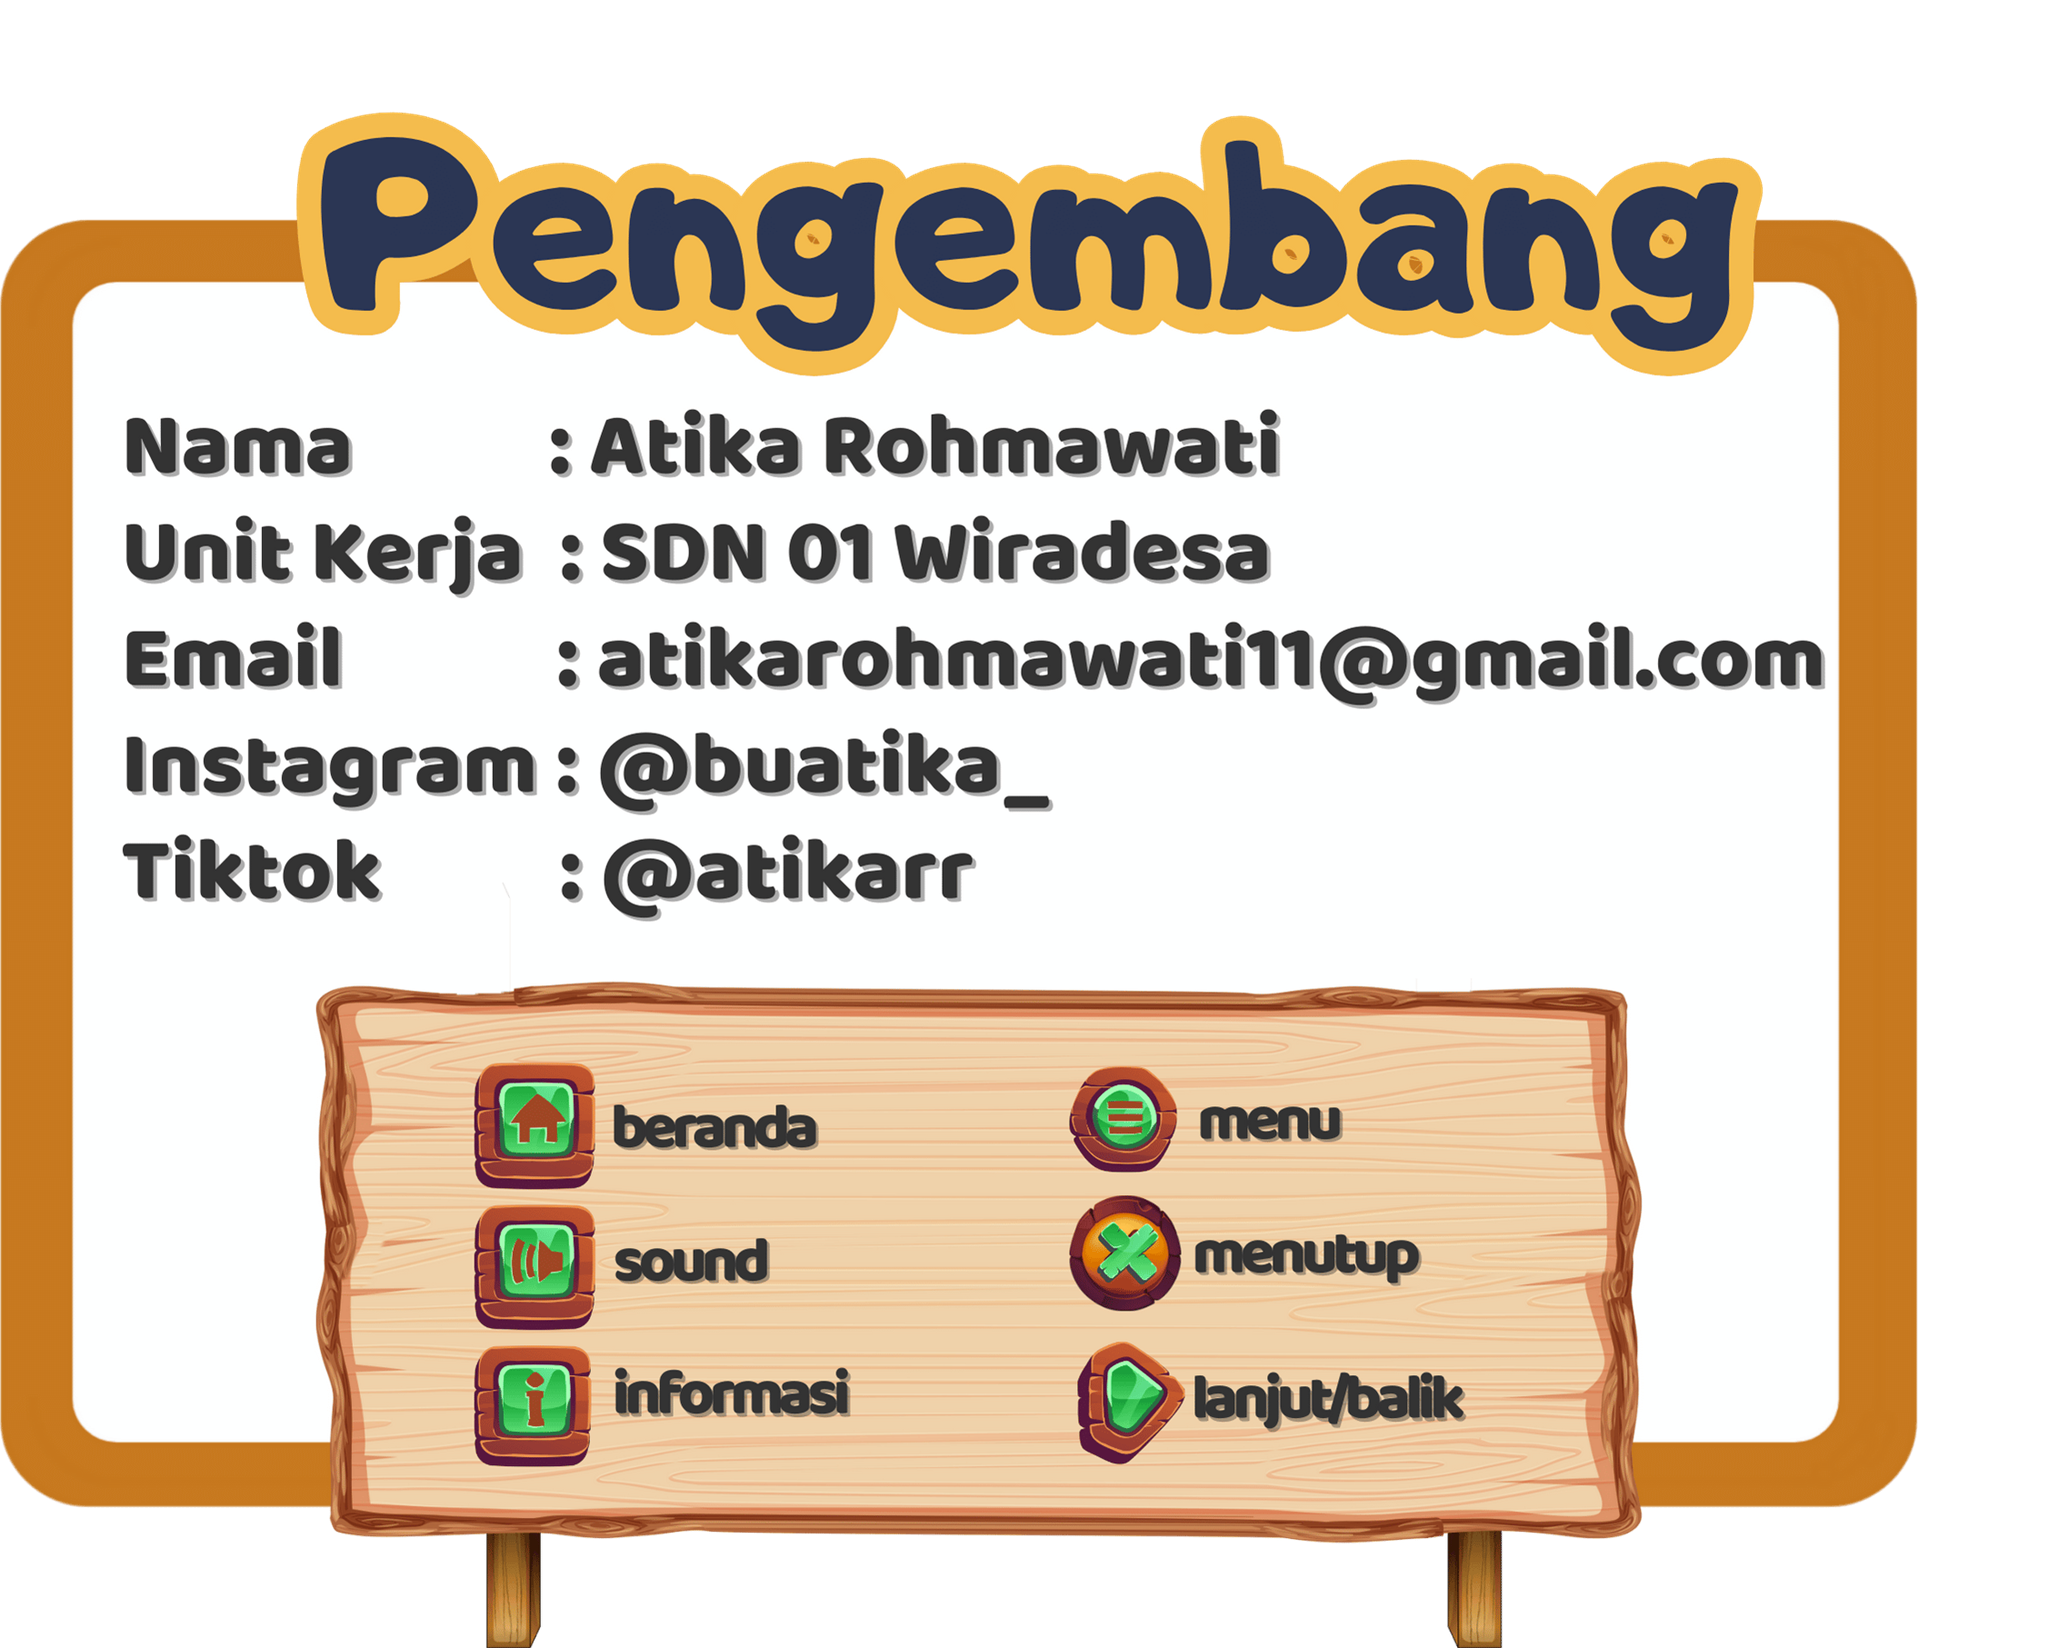 Pengembang
Nama : Atika Rohmawati
Unit Kerja : SDN 01 Wiradesa
Email : atikarohmawati11@gmail.com
Instagram : @buatika_
Tiktok : @atikarr
beranda
menu
sound
menutup
informasi
lanjut/balik